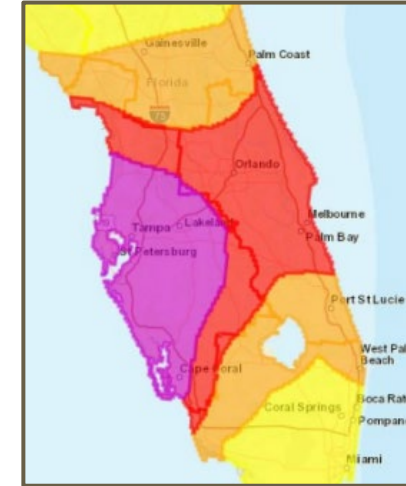 Gainesville
Palm Coast
Florida
75
Orlando
Melbourne
Tampa
Lakeland
Palm Bay
St Petersburg
Port St Lucie
West Pal
Beach
Cape Coral
Coral Springs
Boca Rat
Pompano
Miami